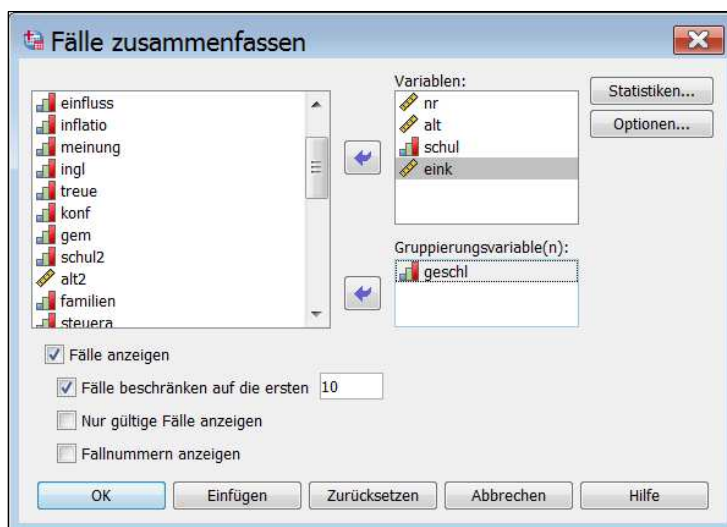 Fälle zusammenfassen
einfluss
inflatio
meinung
ingl
treue
konf
gem
schul2
alt2
familien
steuera
Variablen:
nr
alt
schul
eink
Gruppierungsvariable(n):
geschl
Statistiken...
Optionen...
Fälle anzeigen
Fälle beschränken auf die ersten 10
Nur gültige Fälle anzeigen
Fallnummern anzeigen
OK Einfügen Zurücksetzen Abbrechen Hilfe